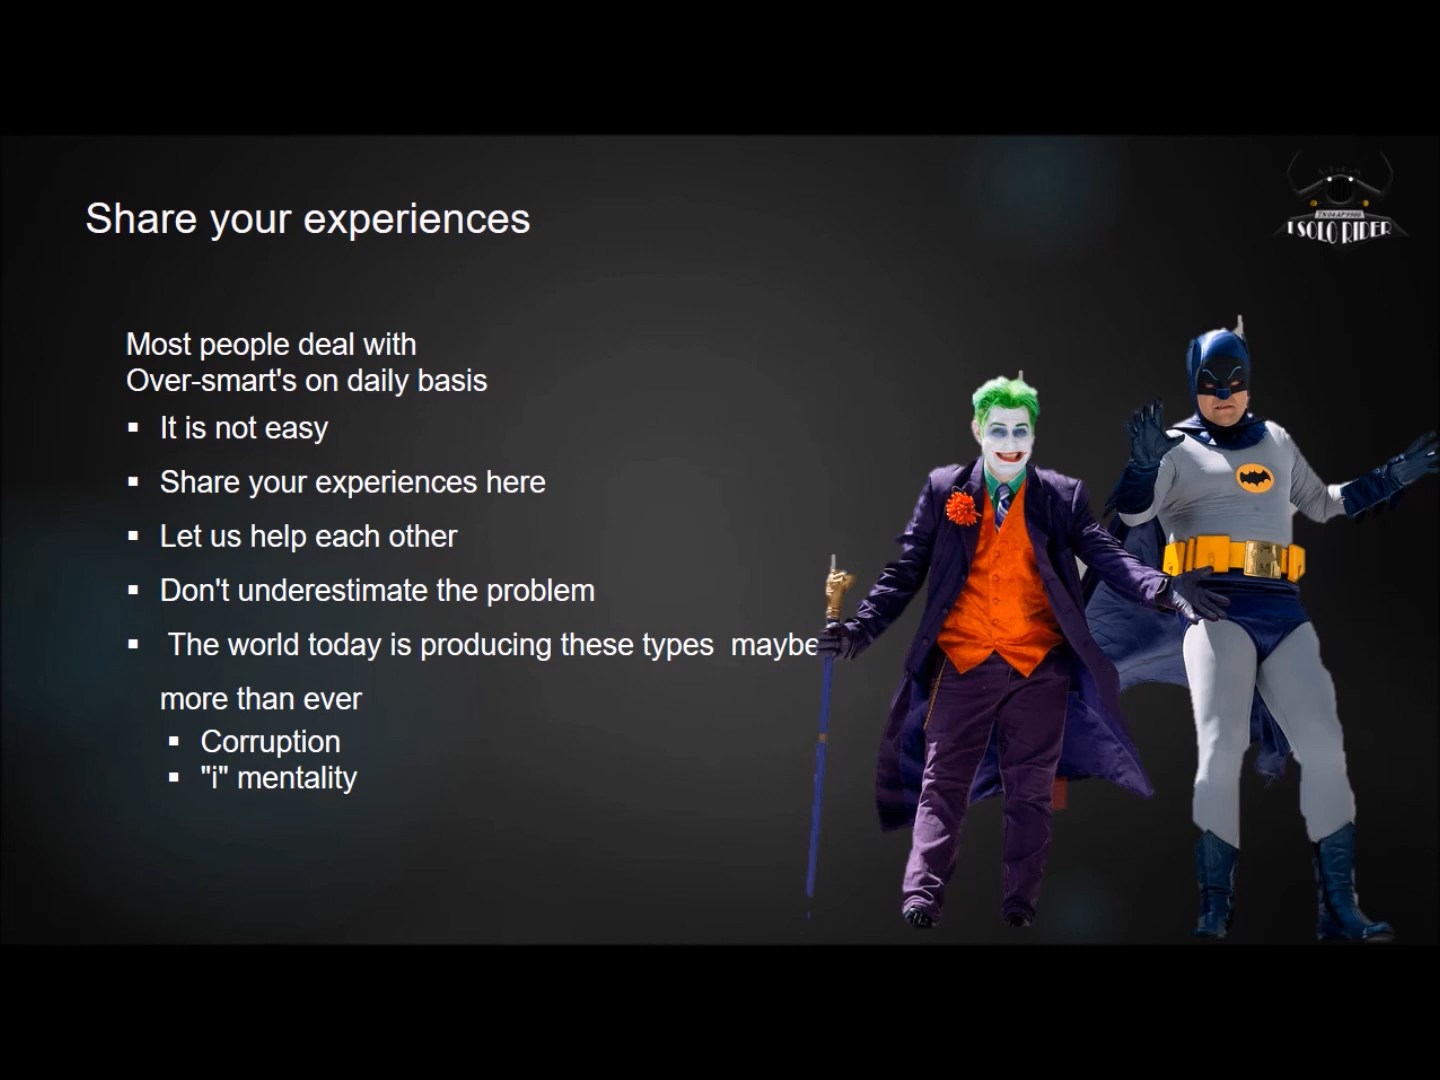 Share your experiences
I SOLO RIDER
Most people deal with
Over-smart's on daily basis
▪ It is not easy
▪ Share your experiences here
▪ Let us help each other
▪ Don't underestimate the problem
▪ The world today is producing these types  maybe
more than ever
▪ Corruption
▪ "i" mentality